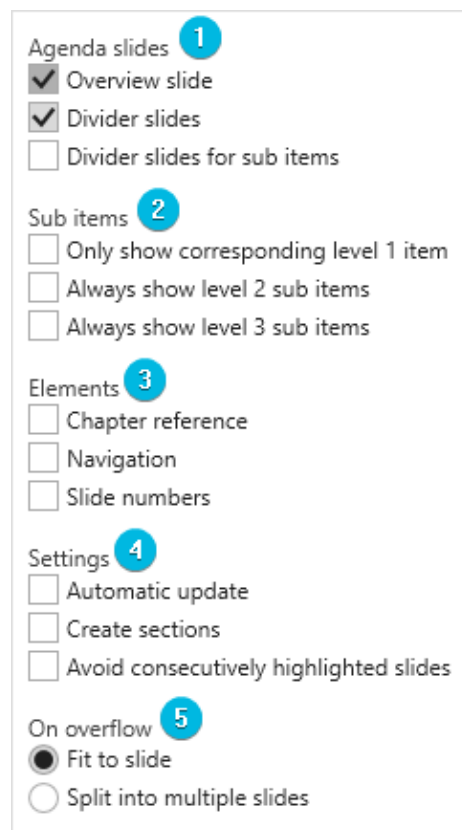 Agenda slides 1
Overview slide
Divider slides
Divider slides for sub items
Sub items 2
Only show corresponding level 1 item
Always show level 2 sub items
Always show level 3 sub items
Elements 3
Chapter reference
Navigation
Slide numbers
Settings 4
Automatic update
Create sections
Avoid consecutively highlighted slides
On overflow 5
Fit to slide
Split into multiple slides